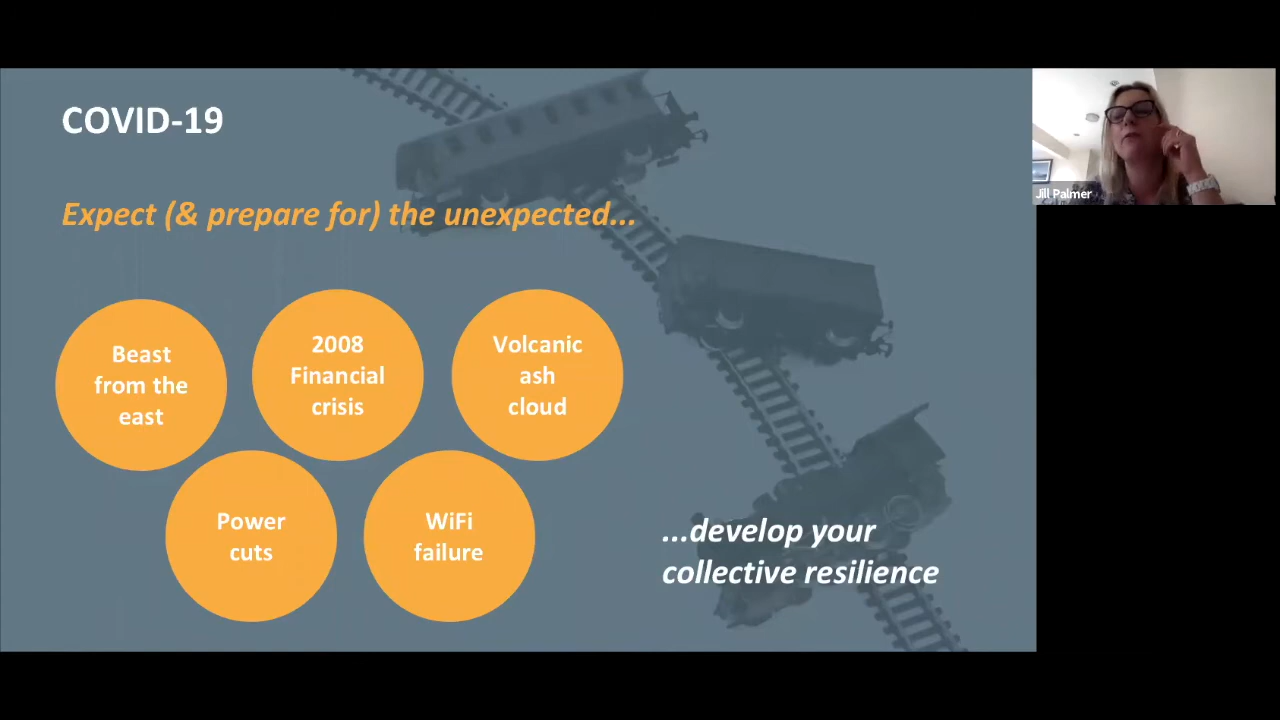 COVID-19
Expect (& prepare for) the unexpected...
Beast
from the
east
2008
Financial
crisis
Volcanic
ash
cloud
Power
cuts
WiFi
failure
...develop your
collective resilience
Jill Palmer